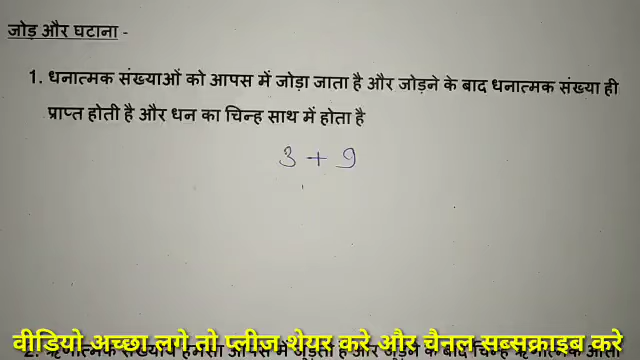 जोड़ और घटाना -
1. धनात्मक संख्याओं को आपस में जोड़ा जाता है और जोड़ने के बाद धनात्मक संख्या ही
प्राप्त होती है और धन का चिन्ह साथ में होता है
3 + 9
वीडियो अच्छा लगे तो प्लीज शेयर करे और चैनल सब्सक्राइब करे